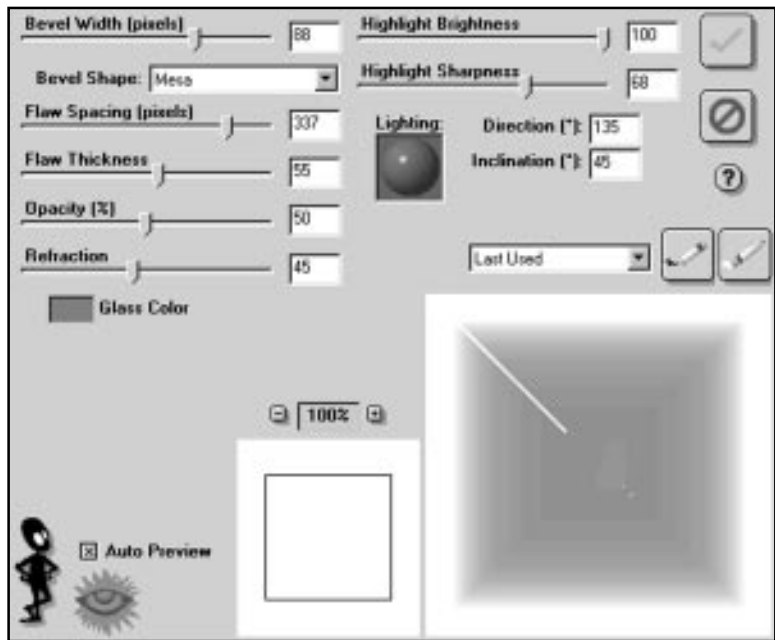 Bevel Width (pixels)
88
Bevel Shape: Mesa
Flaw Spacing (pixels)
337
Flaw Thickness
55
Opacity (%)
50
Refraction
45
Glass Color
Highlight Brightness
100
Highlight Sharpness
68
Lighting:
Direction (°): 135
Inclination (°): 45
?
Last Used
100%
Auto Preview